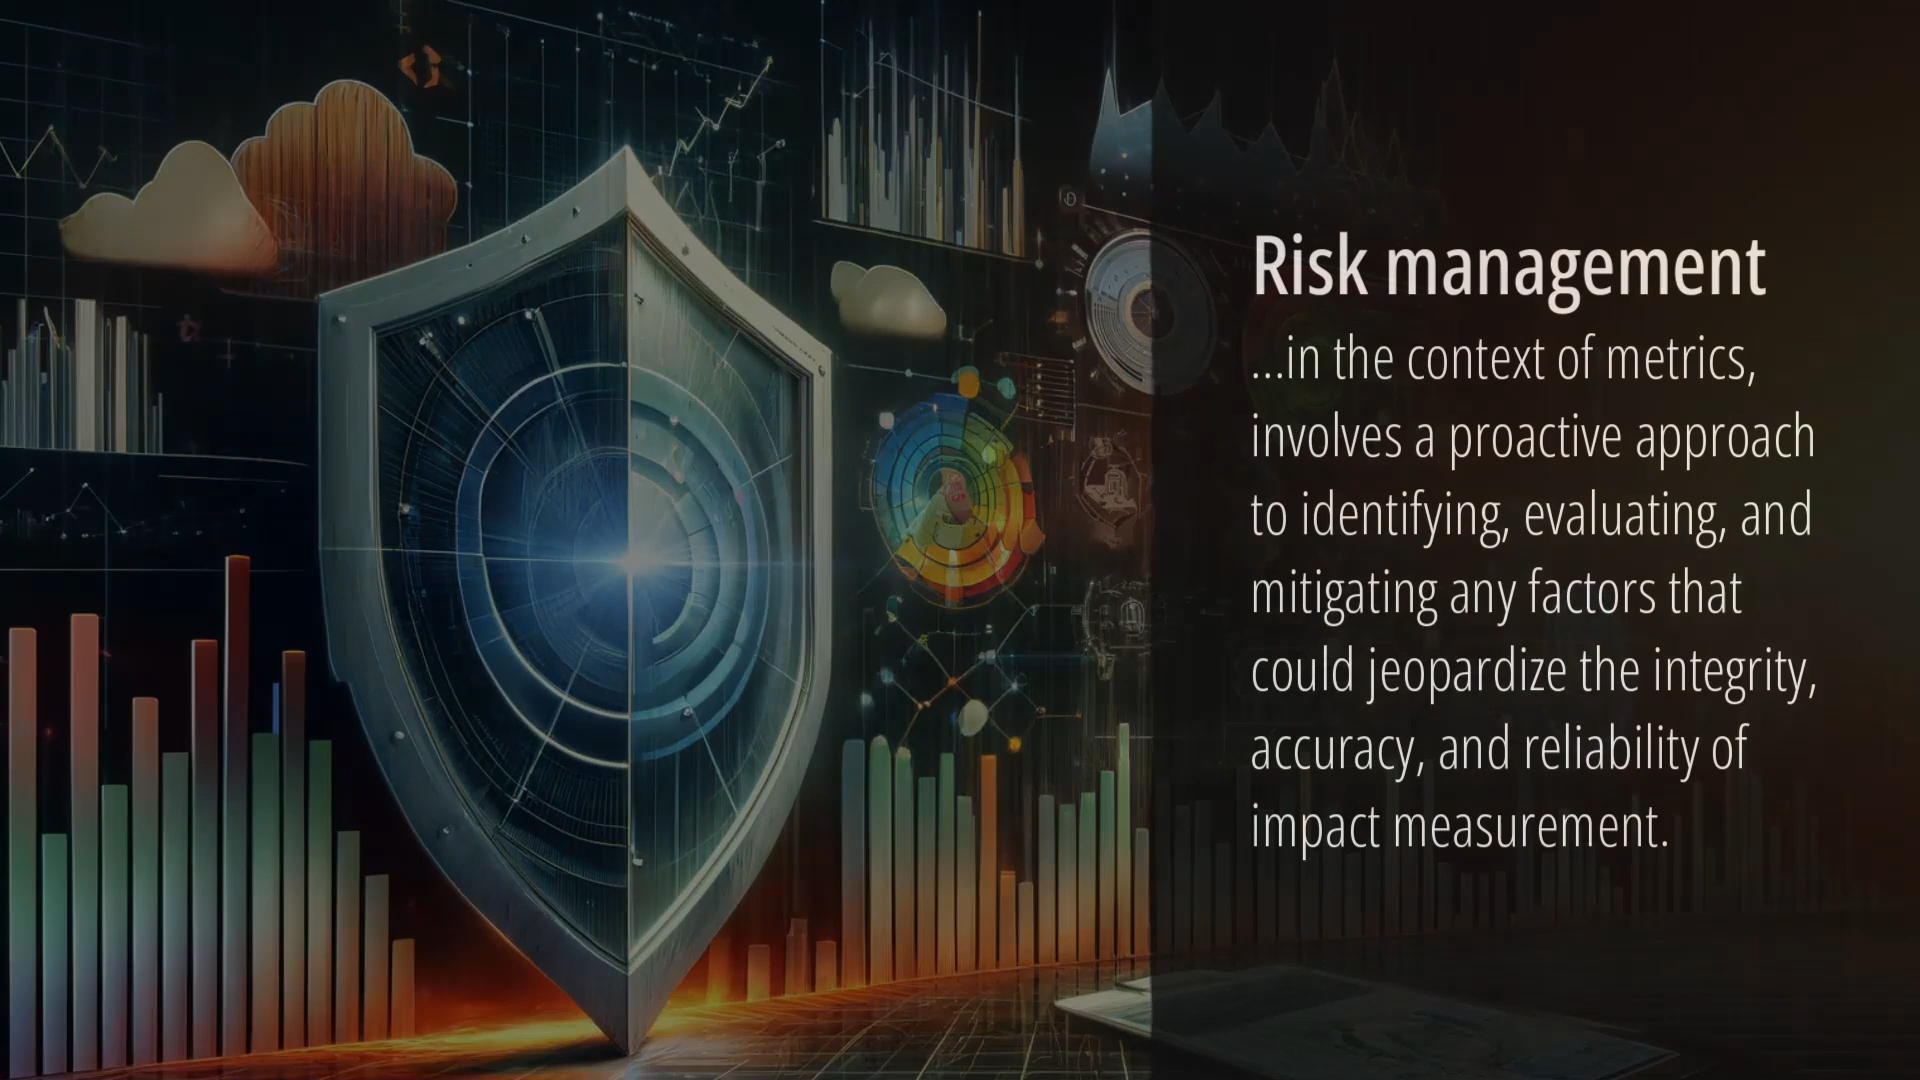 Risk management
...in the context of metrics,
involves a proactive approach
to identifying, evaluating, and
mitigating any factors that
could jeopardize the integrity,
accuracy, and reliability of
impact measurement.